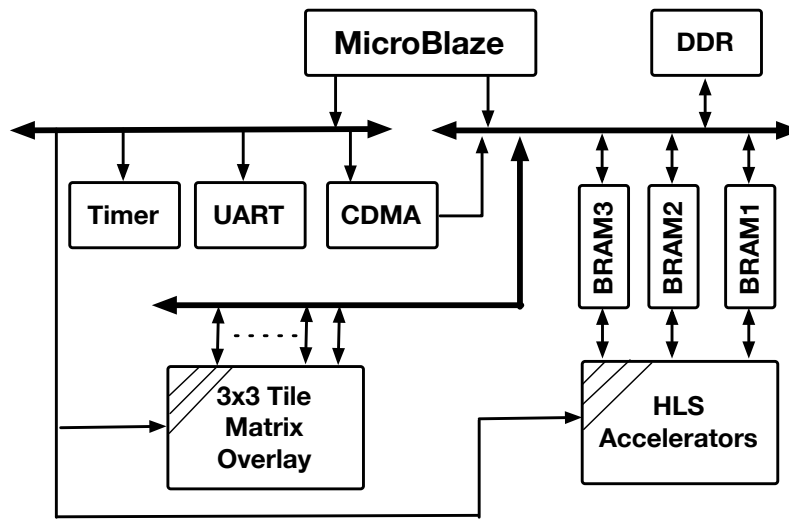 MicroBlaze
DDR
Timer
UART
CDMA
BRAM3
BRAM2
BRAM1
3x3 Tile
Matrix
Overlay
HLS
Accelerators